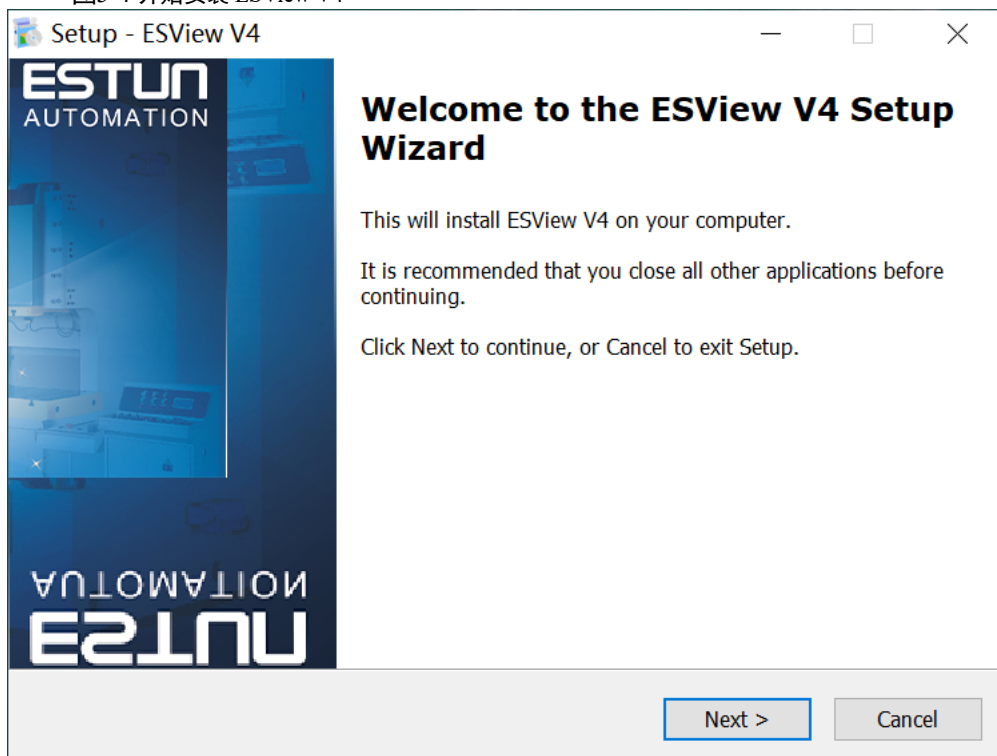 Setup - ESView V4
ESTUN
AUTOMATION
Welcome to the ESView V4 Setup
Wizard
This will install ESView V4 on your computer.
It is recommended that you close all other applications before
continuing.
Click Next to continue, or Cancel to exit Setup.
AUTOMATION
ESTUN
Next >
Cancel